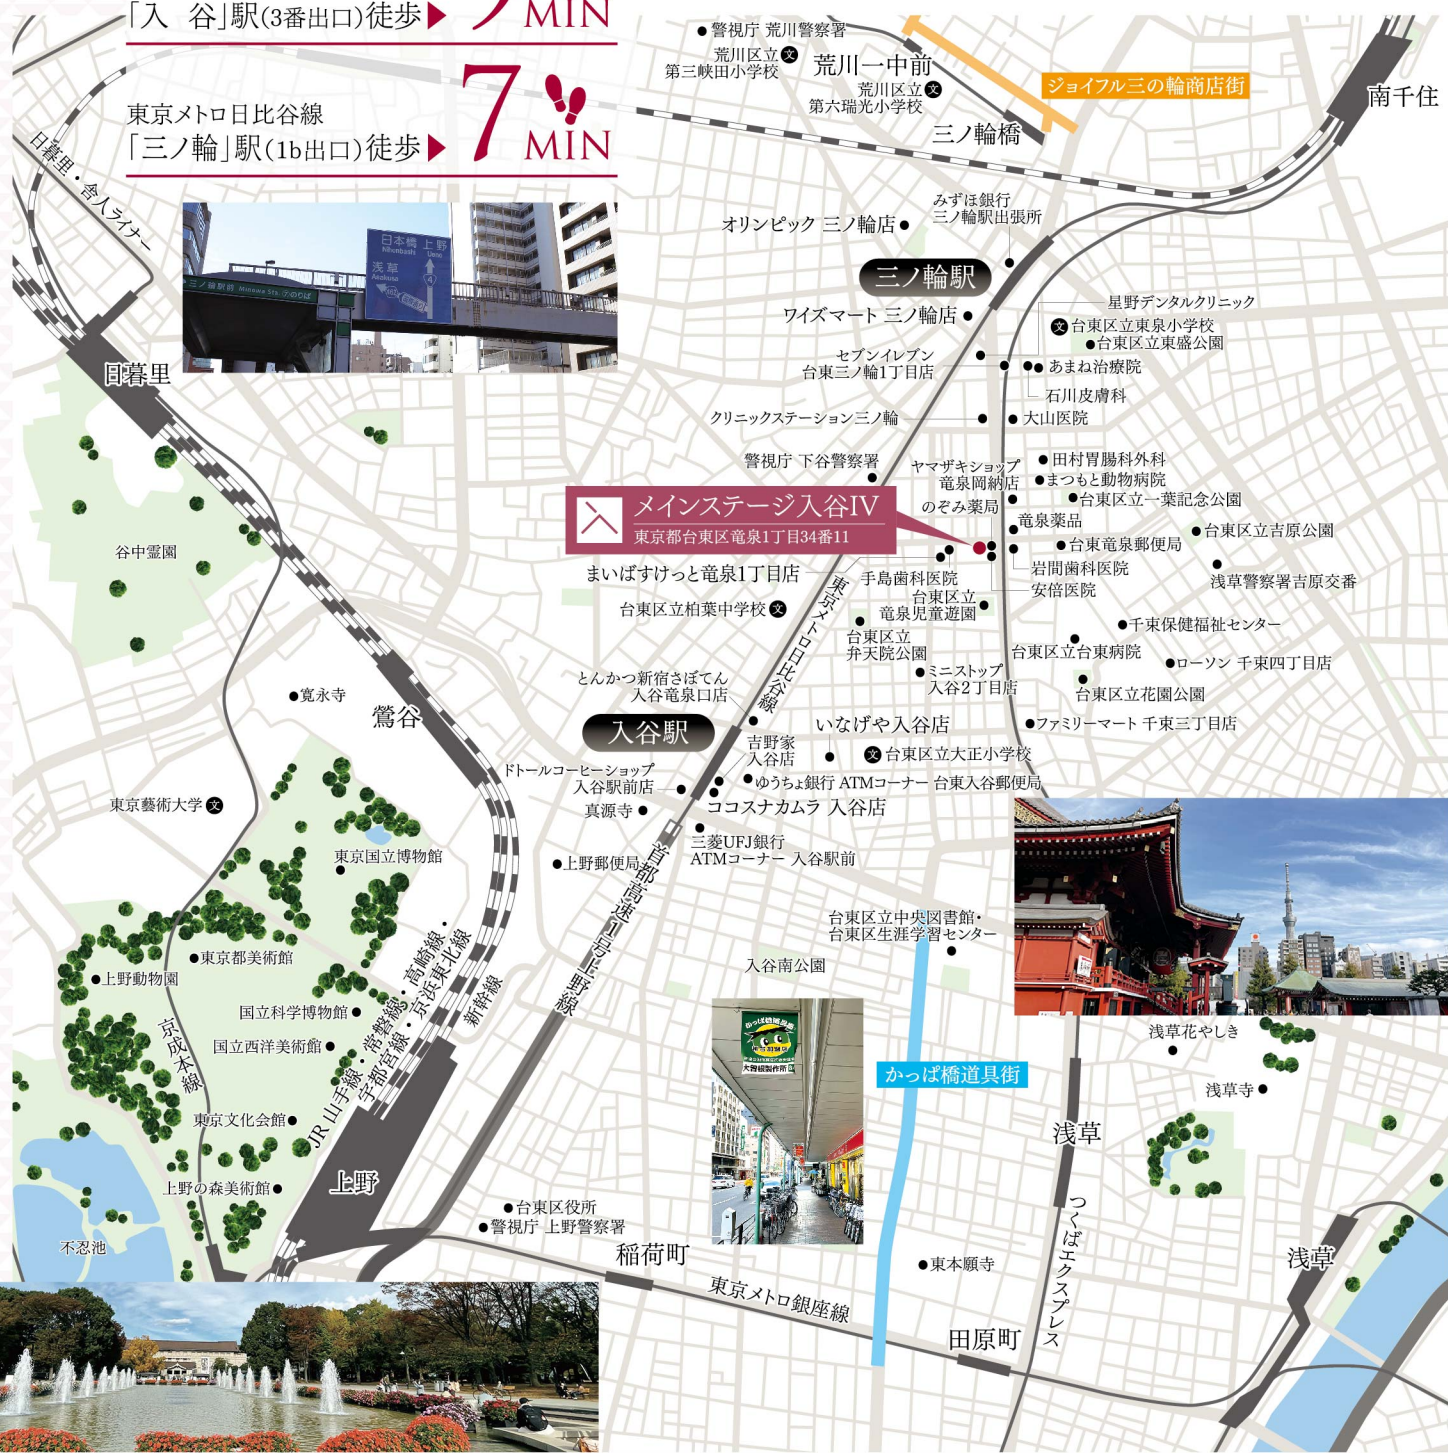 「入 谷」駅(3番出口)徒歩▶
MIN
東京メトロ日比谷線
「三ノ輪」駅(1b出口)徒歩▶ 7 MIN
日暮里・舎人ライナー
日本橋 上野
Nihonbashi Ueno
浅草
Asakusa
4
三ノ輪駅前 Minowa Sta.
のりば
●警視庁 荒川警察署
荒川区立
第三峡田小学校 文
荒川一中前
荒川区立
第六瑞光小学校 文
ジョイフル三の輪商店街
南千住
三ノ輪橋
みずほ銀行
三ノ輪駅出張所
オリンピック 三ノ輪店●
三ノ輪駅
ワイズマート 三ノ輪店●
星野デンタルクリニック
文 台東区立東泉小学校
●台東区立東盛公園
セブンイレブン
台東三ノ輪1丁目店
●あまね治療院
石川皮膚科
クリニックステーション三ノ輪
●大山医院
日暮里
警視庁 下谷警察署
ヤマザキショップ
竜泉岡納店
●田村胃腸科外科
●まつもと動物病院
●台東区立一葉記念公園
のぞみ薬局
メインステージ入谷IV
東京都台東区竜泉1丁目34番11
竜泉薬品
●台東竜泉郵便局
●台東区立吉原公園
岩間歯科医院
安倍医院
浅草警察署吉原交番
谷中霊園
まいばすけっと竜泉1丁目店
手島歯科医院
台東区立
竜泉児童遊園
台東区立柏葉中学校 文
東京メトロ日比谷線
台東区立
弁天院公園
●千束保健福祉センター
台東区立台東病院
●ローソン 千束四丁目店
●ミニストップ
入谷2丁目店
台東区立花園公園
とんかつ新宿さぼてん
入谷竜泉口店
●寛永寺
鶯谷
入谷駅
いなげや入谷店
●ファミリーマート 千束三丁目店
吉野家
入谷店
文 台東区立大正小学校
ドトールコーヒーショップ
入谷駅前店
●ゆうちょ銀行 ATMコーナー 台東入谷郵便局
真源寺●
ココスナカムラ 入谷店
東京藝術大学 文
三菱UFJ銀行
ATMコーナー 入谷駅前
●上野郵便局
首都高速1号上野線
東京国立博物館
台東区立中央図書館・
台東区生涯学習センター
入谷南公園
●東京都美術館
●上野動物園
国立科学博物館●
国立西洋美術館●
京成本線
JR 山手線・常磐線・高崎線・
宇都宮線・京浜東北線
新幹線
東京文化会館●
上野の森美術館●
上野
不忍池
かっぱ橋道具街
大曽根製作所
浅草花やしき
浅草寺●
浅草
つくばエクスプレス
●台東区役所
●警視庁 上野警察署
稲荷町
東京メトロ銀座線
●東本願寺
田原町
浅草